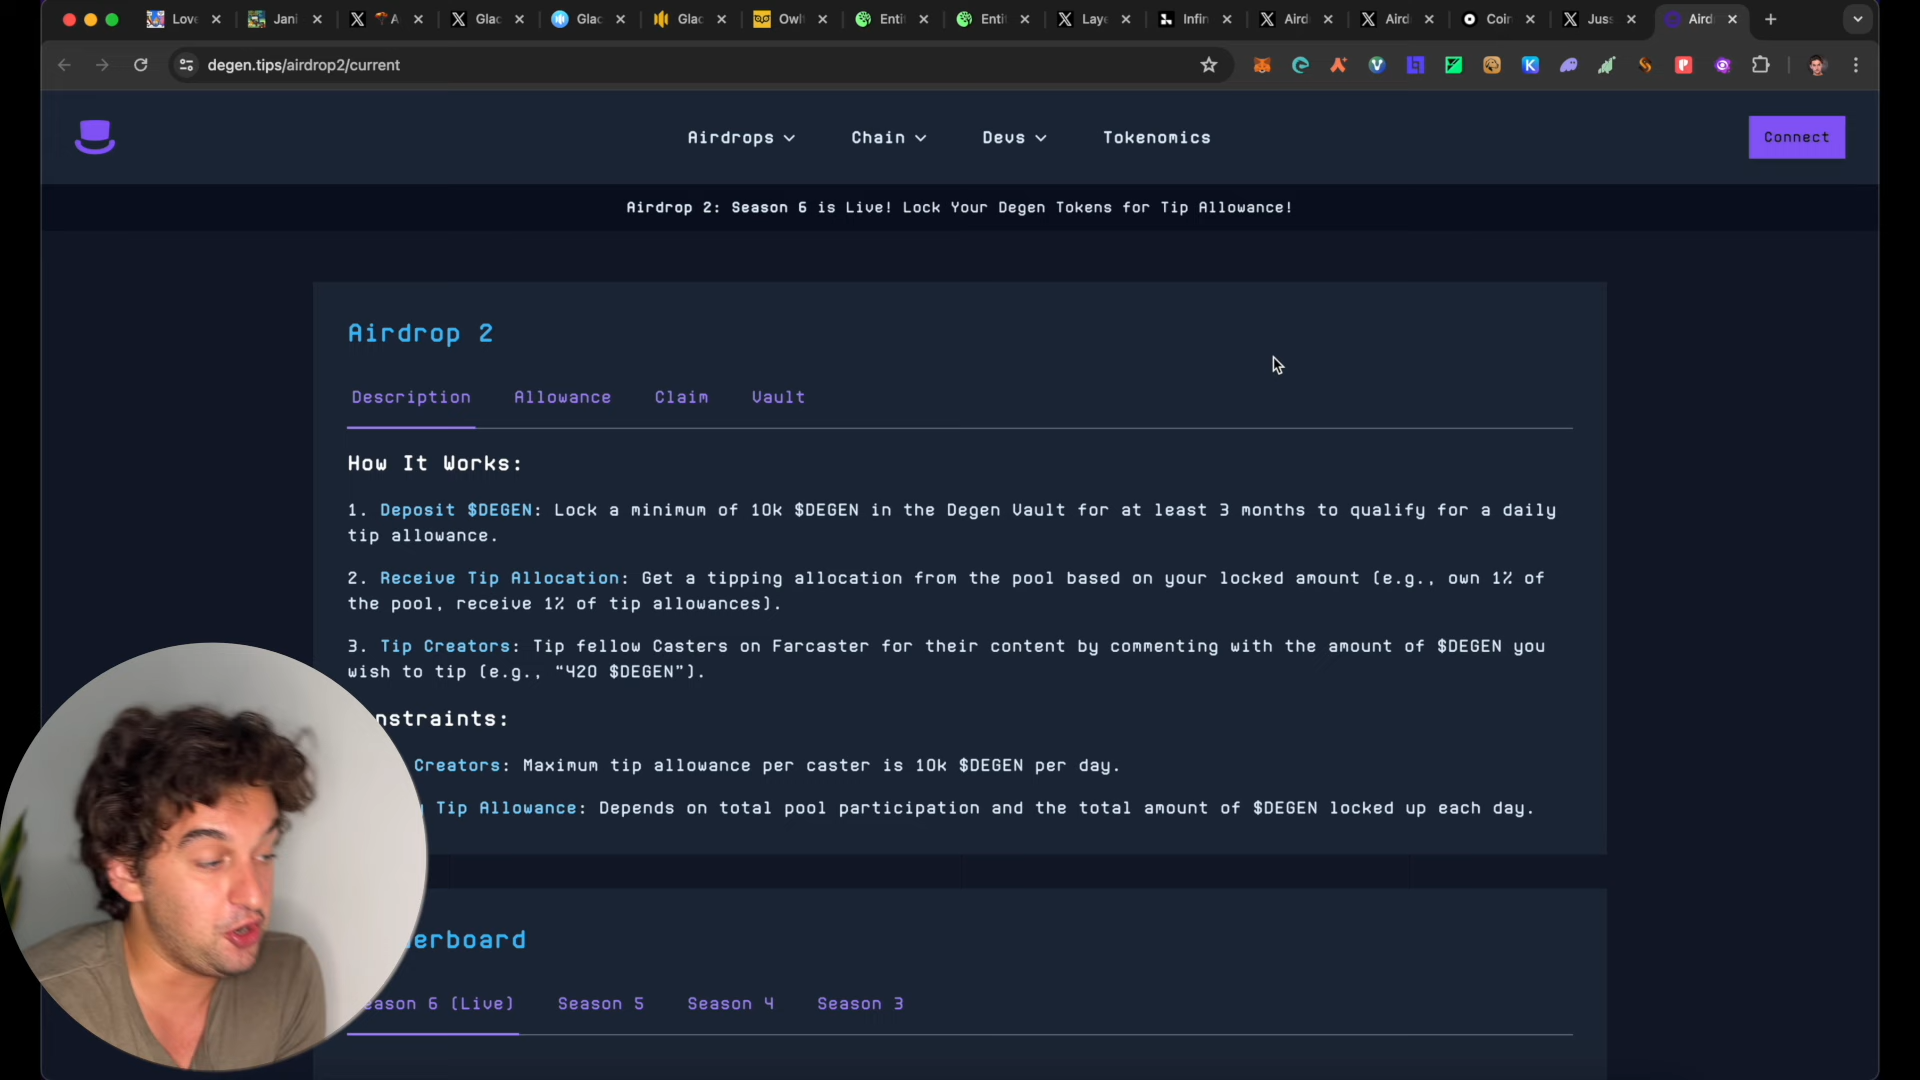 Love
Jani
A
Glac
Glac
Glac
Owl
Enti
Enti
Laye
Infin
Aird
Aird
Coin
Juss
Aird
degen.tips/airdrop2/current
Airdrops
Chain
Devs
Tokenomics
Connect
Airdrop 2: Season 6 is Live! Lock Your Degen Tokens for Tip Allowance!
Airdrop 2
Description
Allowance
Claim
Vault
How It Works:
1. Deposit $DEGEN: Lock a minimum of 10k $DEGEN in the Degen Vault for at least 3 months to qualify for a daily
tip allowance.
2. Receive Tip Allocation: Get a tipping allocation from the pool based on your locked amount (e.g., own 1% of
the pool, receive 1% of tip allowances).
3. Tip Creators: Tip fellow Casters on Farcaster for their content by commenting with the amount of $DEGEN you
wish to tip (e.g., “420 $DEGEN”).
nstraints:
Creators: Maximum tip allowance per caster is 10k $DEGEN per day.
Tip Allowance: Depends on total pool participation and the total amount of $DEGEN locked up each day.
erboard
eason 6 (Live)
Season 5
Season 4
Season 3